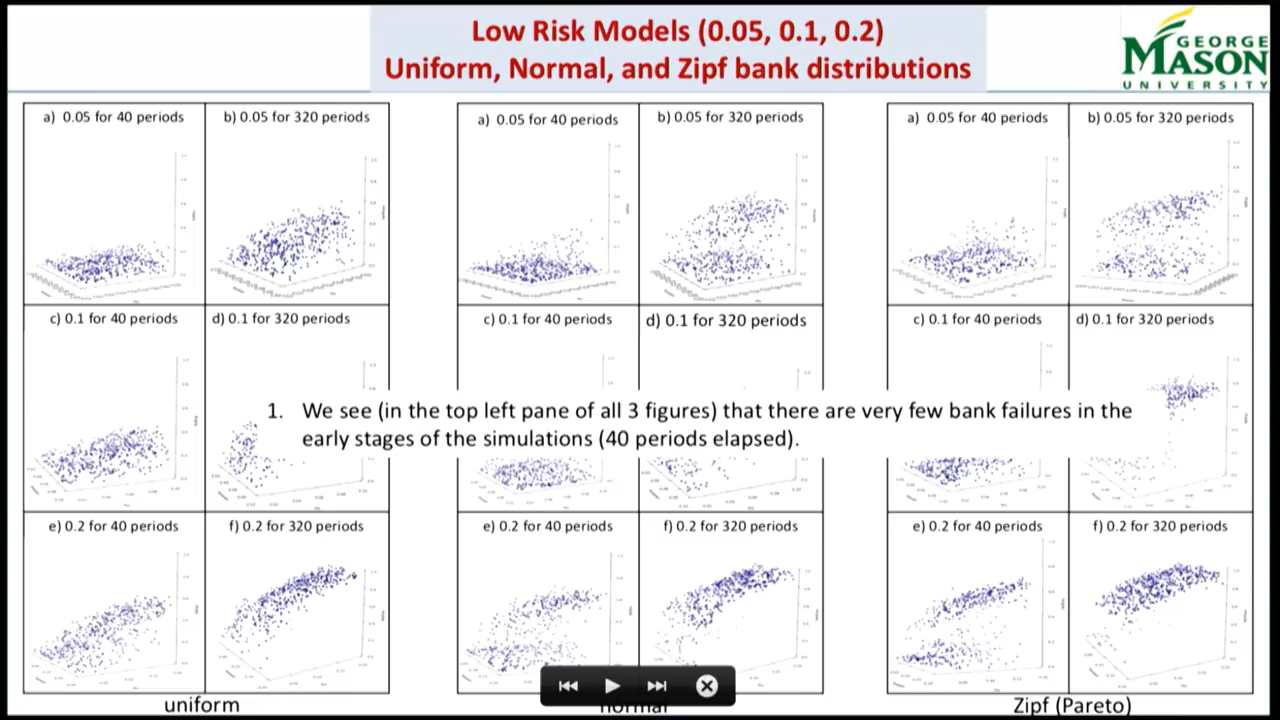 Low Risk Models (0.05, 0.1, 0.2)
Uniform, Normal, and Zipf bank distributions
GEORGE
MASON
UNIVERSITY
a) 0.05 for 40 periods
b) 0.05 for 320 periods
a) 0.05 for 40 periods
b) 0.05 for 320 periods
a) 0.05 for 40 periods
b) 0.05 for 320 periods
c) 0.1 for 40 periods
d) 0.1 for 320 periods
c) 0.1 for 40 periods
d) 0.1 for 320 periods
c) 0.1 for 40 periods
d) 0.1 for 320 periods
1. We see (in the top left pane of all 3 figures) that there are very few bank failures in the
early stages of the simulations (40 periods elapsed).
e) 0.2 for 40 periods
f) 0.2 for 320 periods
e) 0.2 for 40 periods
f) 0.2 for 320 periods
e) 0.2 for 40 periods
f) 0.2 for 320 periods
uniform
normal
Zipf (Pareto)